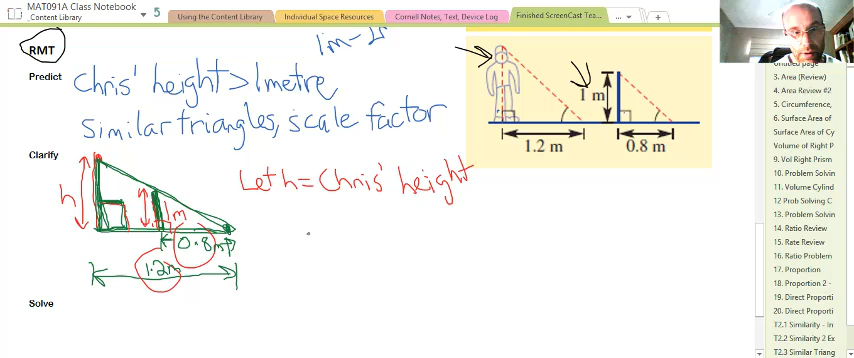 MAT091A Class Notebook
Content Library
5
Using the Content Library
Individual Space Resources
Cornell Notes, Text, Device Log
Finished ScreenCast Tea...
...
RMT
Predict
Chris' height > 1 metre,
similar triangles, scale factor
Clarify
h
1m
0.8m
1.2m
Let h = Chris' height
Solve
1 m
1.2 m
0.8 m
Untitled page
3. Area (Review)
4. Area Review #2
5. Circumference,
6. Surface Area of
Surface Area of Cy
Volume of Right P
9. Vol Right Prism
10. Problem Solvin
11. Volume Cylind
12 Prob Solving C
13. Problem Solvin
14. Ratio Review
15. Rate Review
16. Ratio Problem
17. Proportion
18. Proportion 2 -
19. Direct Proporti
20. Direct Proporti
T2.1 Similarity - In
T2.2 Similarity 2 Ex
T2.3 Similar Triang